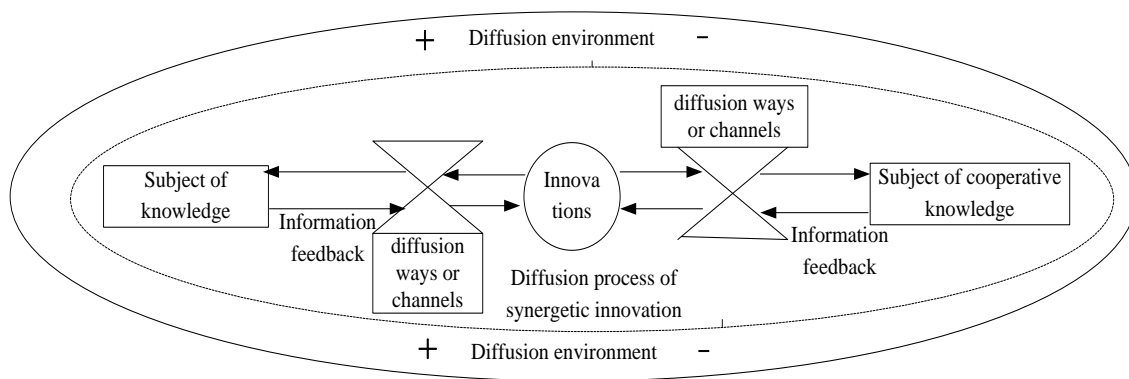 + Diffusion environment -
diffusion ways
or channels
Subject of
knowledge
Innova
tions
Subject of cooperative
knowledge
Information
feedback
diffusion
ways or
channels
Information
feedback
Diffusion process of
synergetic innovation
+ Diffusion environment -